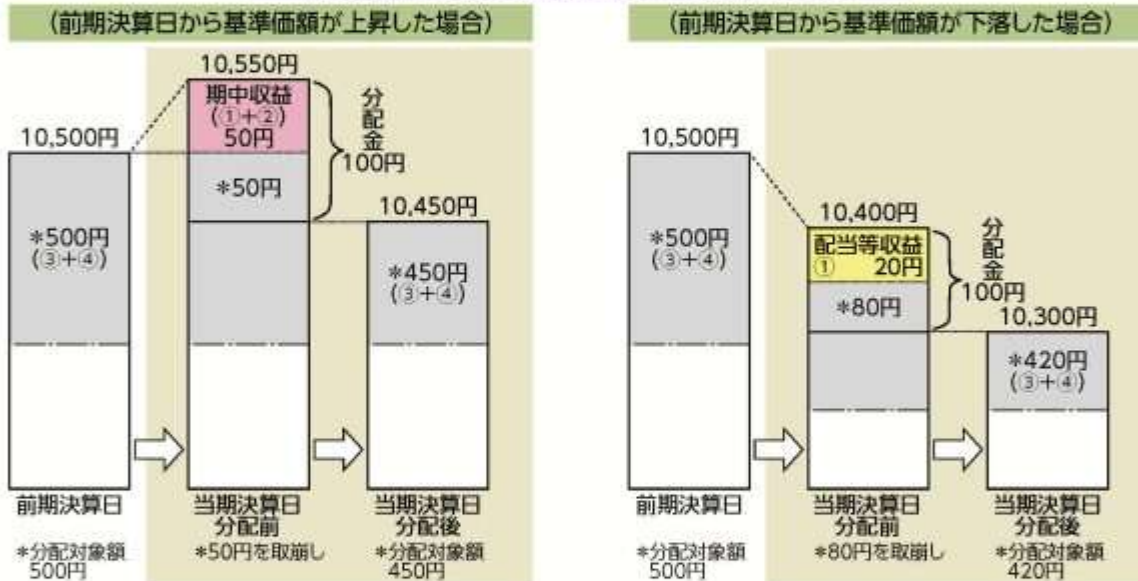 (前期決算日から基準価額が上昇した場合)
10,550円
期中収益
(①+②)
50円
分配金
100円
10,500円
*50円
10,450円
*500円
(③+④)
*450円
(③+④)
前期決算日
当期決算日
分配前
当期決算日
分配後
*分配対象額
500円
*50円を取崩し
*分配対象額
450円
(前期決算日から基準価額が下落した場合)
10,500円
10,400円
配当等収益
① 20円
分配金
100円
*500円
(③+④)
*80円
10,300円
*420円
(③+④)
前期決算日
当期決算日
分配前
当期決算日
分配後
*分配対象額
500円
*80円を取崩し
*分配対象額
420円